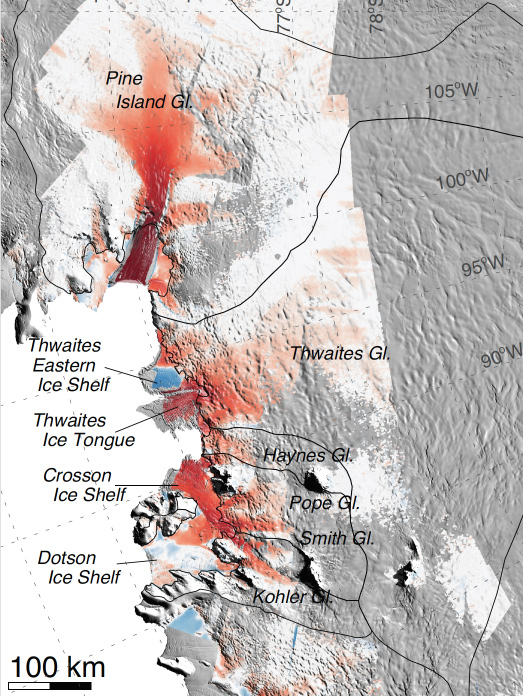 77°S
78°S
Pine
Island Gl.
105°W
100°W
95°W
90°W
Thwaites
Eastern
Ice Shelf
Thwaites Gl.
Thwaites
Ice Tongue
Haynes Gl.
Crosson
Ice Shelf
Pope Gl.
Smith Gl.
Dotson
Ice Shelf
Kohler Gl.
100 km